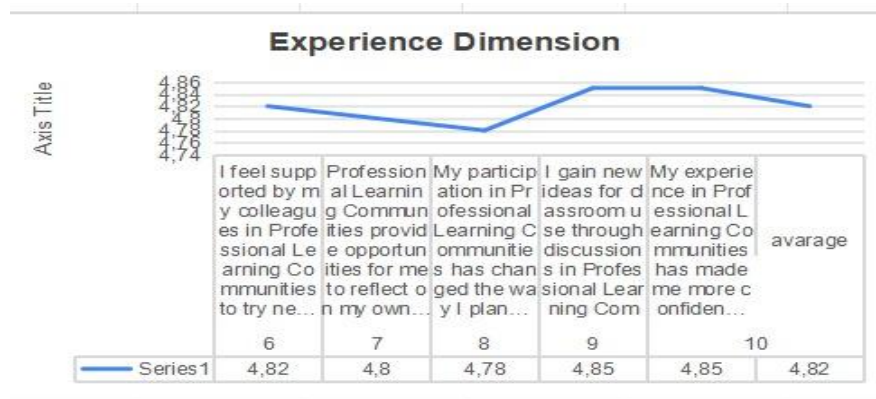 Experience Dimension
Axis Title
4,86
4,84
4,82
4,8
4,78
4,76
4,74
I feel supp
orted by m
y colleagu
es in Profe
ssional Le
arning Co
mmunities
to try ne...
Profession
al Learnin
g Commun
ities provid
e opportun
ities for me
to reflect o
n my own...
My particip
ation in Pr
ofessional
Learning C
ommunitie
s has chan
ged the wa
y I plan...
I gain new
ideas for cl
assroom u
se through
discussion
s in Profes
sional Lear
ning Com
My experie
nce in Prof
essional L
earning Co
mmunities
has made
me more c
onfiden...
avarage
6 7 8 9 10
Series1 4,82 4,8 4,78 4,85 4,85 4,82